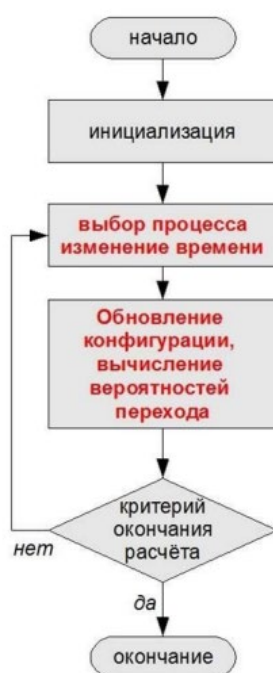 начало
инициализация
выбор процесса
изменение времени
Обновление
конфигурации,
вычисление
вероятностей
перехода
критерий
окончания
расчёта
нет
да
окончание